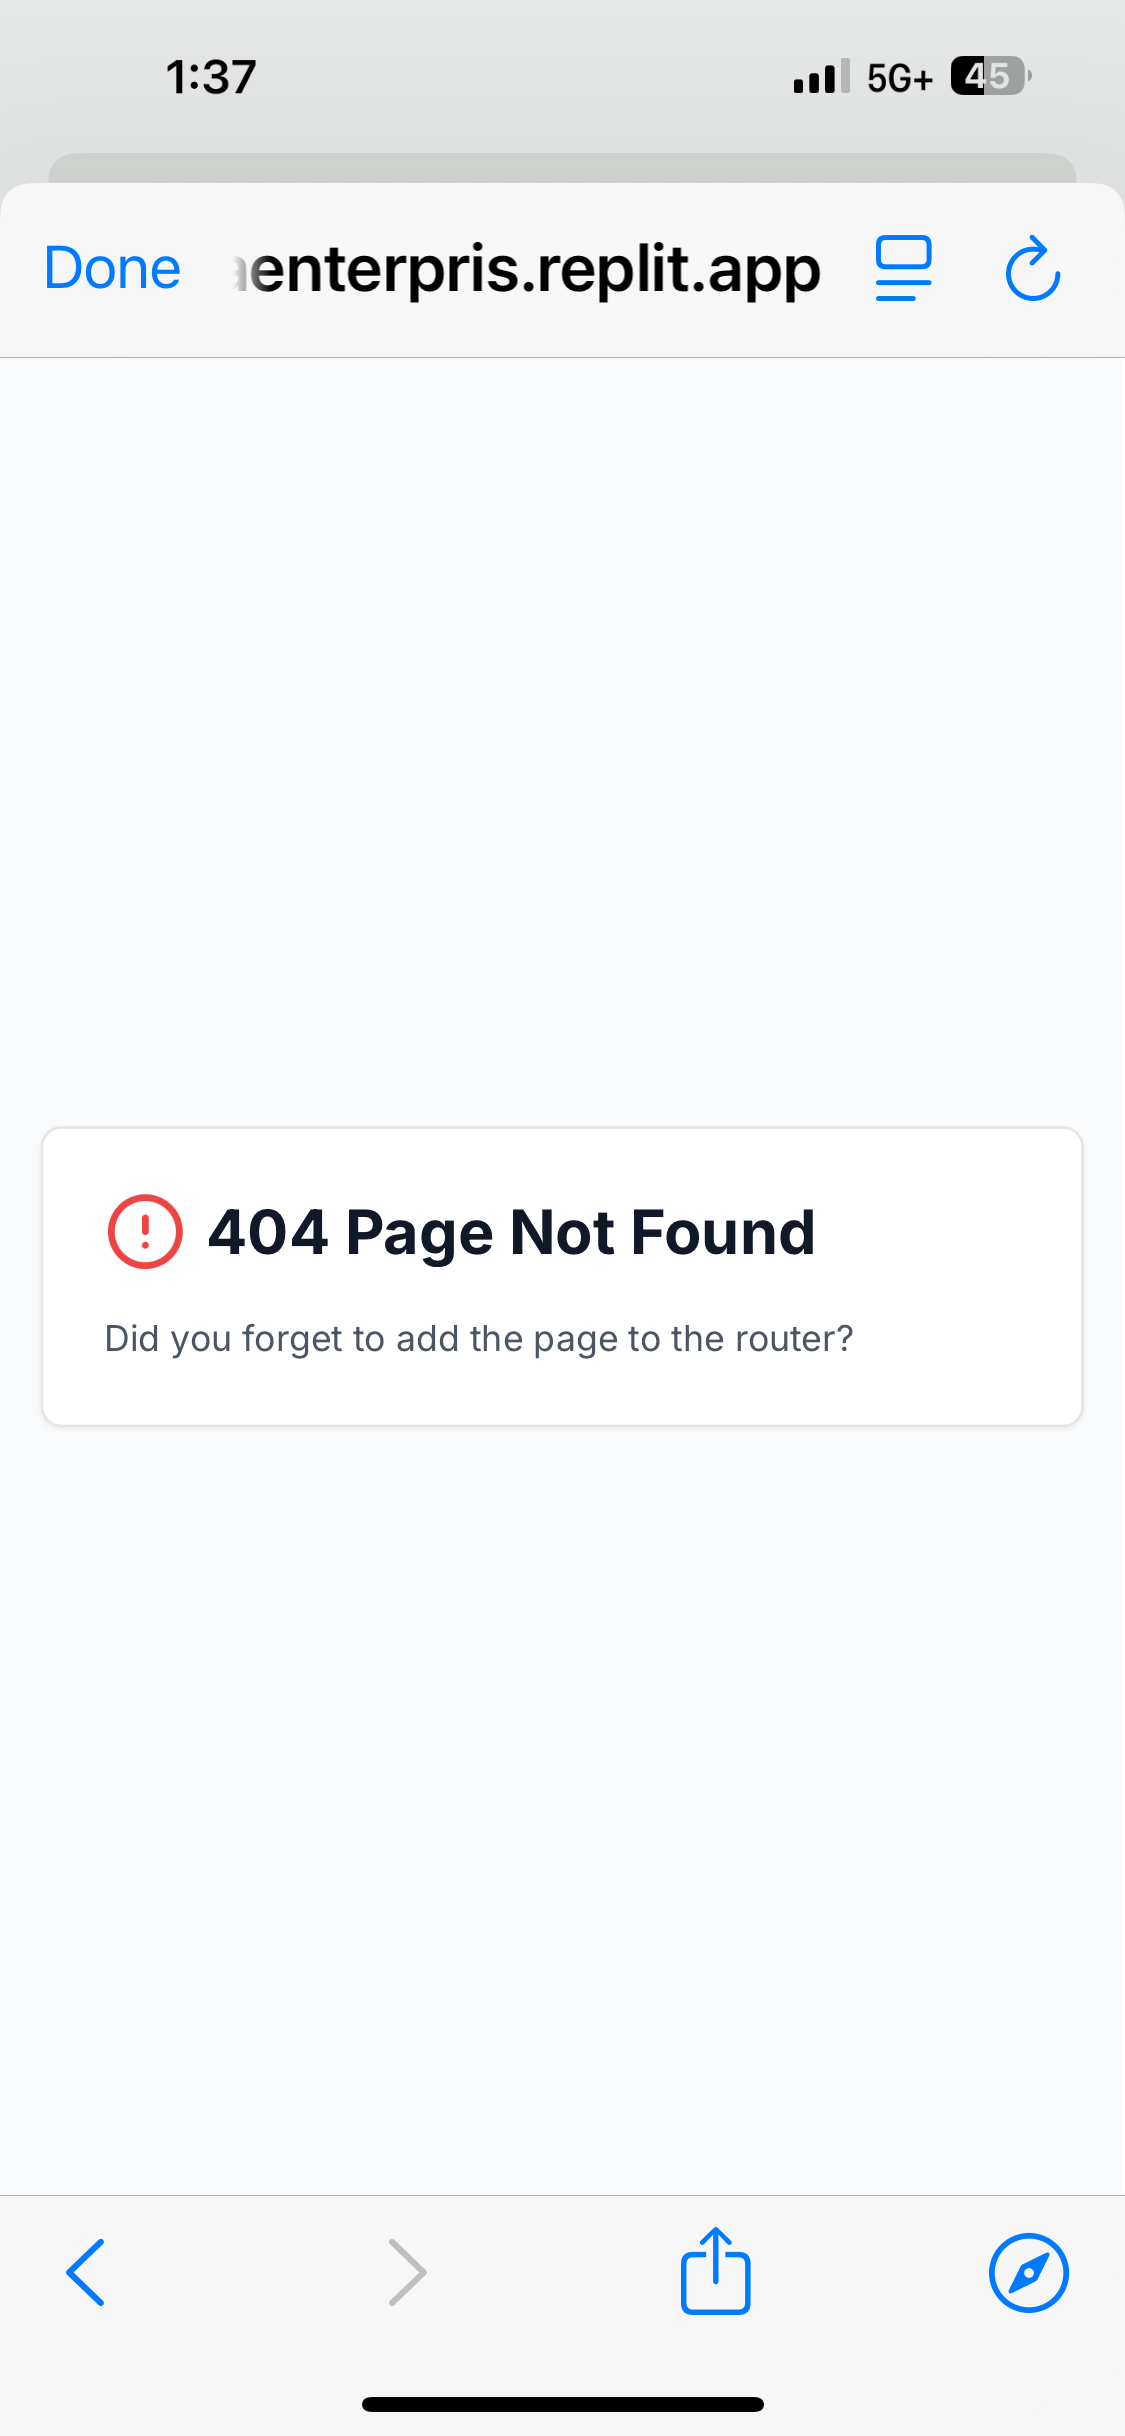 1:37
5G+
45
Done
enterpris.replit.app
404 Page Not Found
Did you forget to add the page to the router?